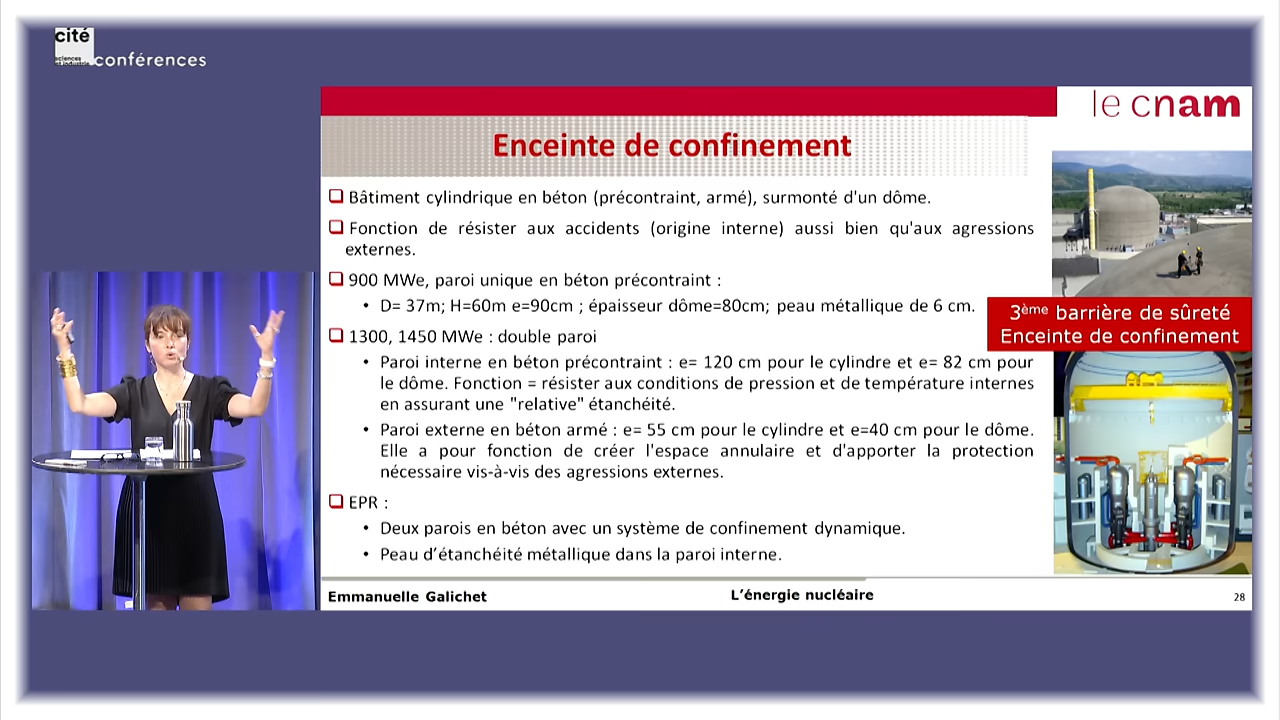 cité
sciences
et industrie
conférences
le cnam
Enceinte de confinement
❑ Bâtiment cylindrique en béton (précontraint, armé), surmonté d'un dôme.
❑ Fonction de résister aux accidents (origine interne) aussi bien qu'aux agressions
externes.
❑ 900 MWe, paroi unique en béton précontraint :
• D= 37m; H=60m e=90cm ; épaisseur dôme=80cm; peau métallique de 6 cm.
3ème barrière de sûreté
Enceinte de confinement
❑ 1300, 1450 MWe : double paroi
• Paroi interne en béton précontraint : e= 120 cm pour le cylindre et e= 82 cm pour
le dôme. Fonction = résister aux conditions de pression et de température internes
en assurant une "relative" étanchéité.
• Paroi externe en béton armé : e= 55 cm pour le cylindre et e=40 cm pour le dôme.
Elle a pour fonction de créer l'espace annulaire et d'apporter la protection
nécessaire vis-à-vis des agressions externes.
❑ EPR :
• Deux parois en béton avec un système de confinement dynamique.
• Peau d’étanchéité métallique dans la paroi interne.
Emmanuelle Galichet
L’énergie nucléaire
28